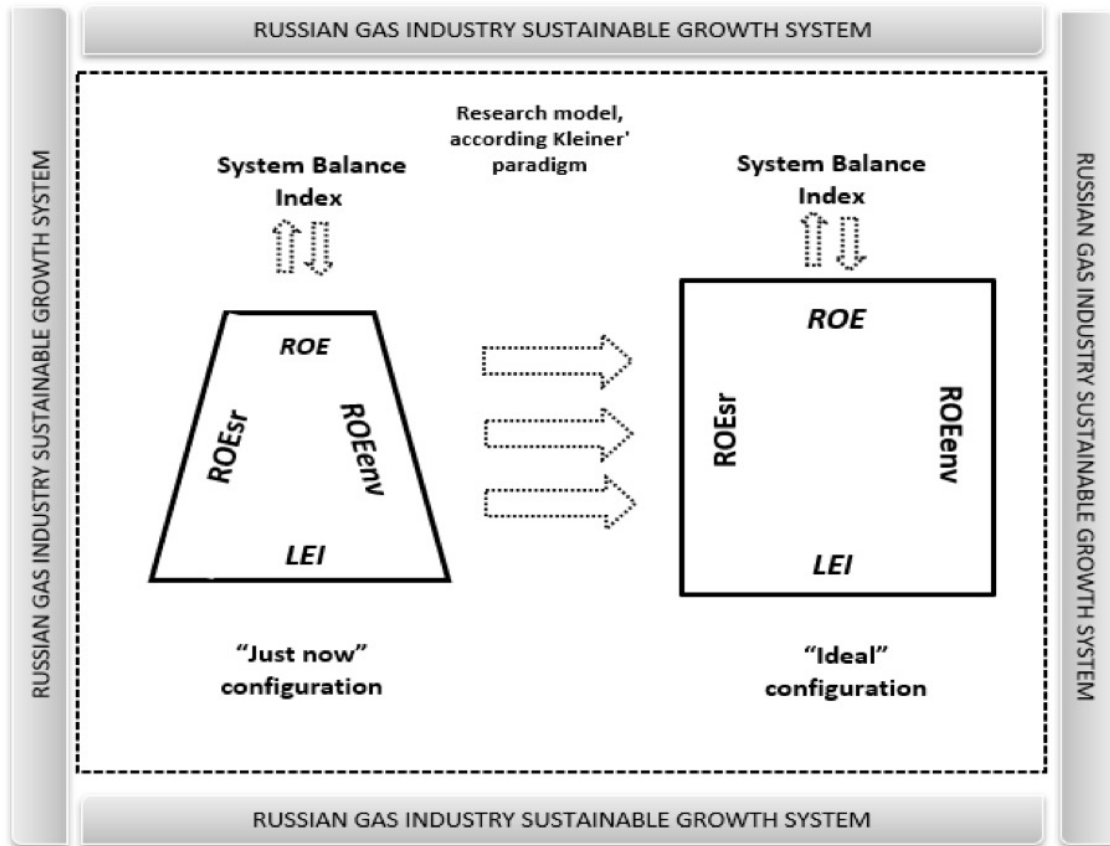 RUSSIAN GAS INDUSTRY SUSTAINABLE GROWTH SYSTEM
RUSSIAN GAS INDUSTRY SUSTAINABLE GROWTH SYSTEM
Research model,
according Kleiner'
paradigm
System Balance
Index
ROE
ROEsr
ROEenv
LEI
"Just now"
configuration
System Balance
Index
ROE
ROEsr
ROEenv
LEI
"Ideal"
configuration
RUSSIAN GAS INDUSTRY SUSTAINABLE GROWTH SYSTEM
RUSSIAN GAS INDUSTRY SUSTAINABLE GROWTH SYSTEM